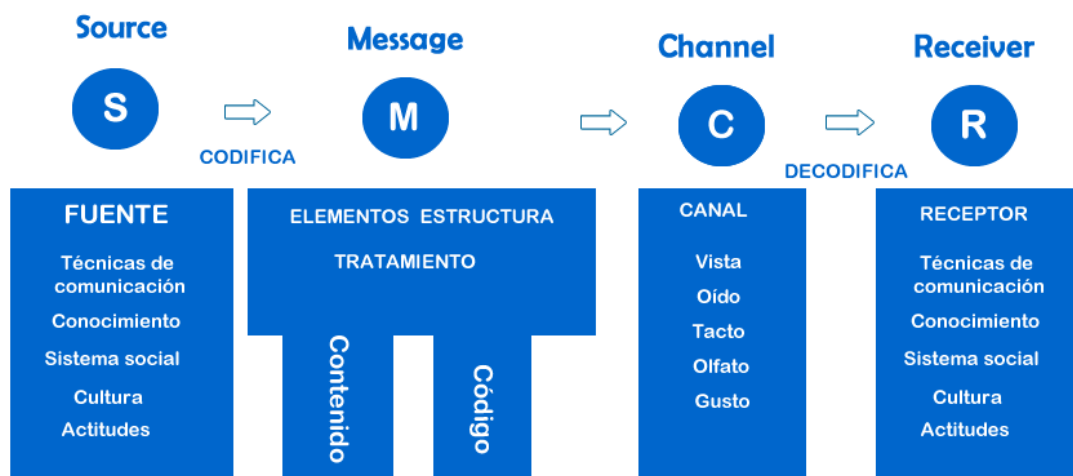 Source
Message
Channel
Receiver
S
M
C
R
CODIFICA
DECODIFICA
FUENTE
Técnicas de
comunicación
Conocimiento
Sistema social
Cultura
Actitudes
ELEMENTOS ESTRUCTURA
TRATAMIENTO
Contenido
Código
CANAL
Vista
Oído
Tacto
Olfato
Gusto
RECEPTOR
Técnicas de
comunicación
Conocimiento
Sistema social
Cultura
Actitudes